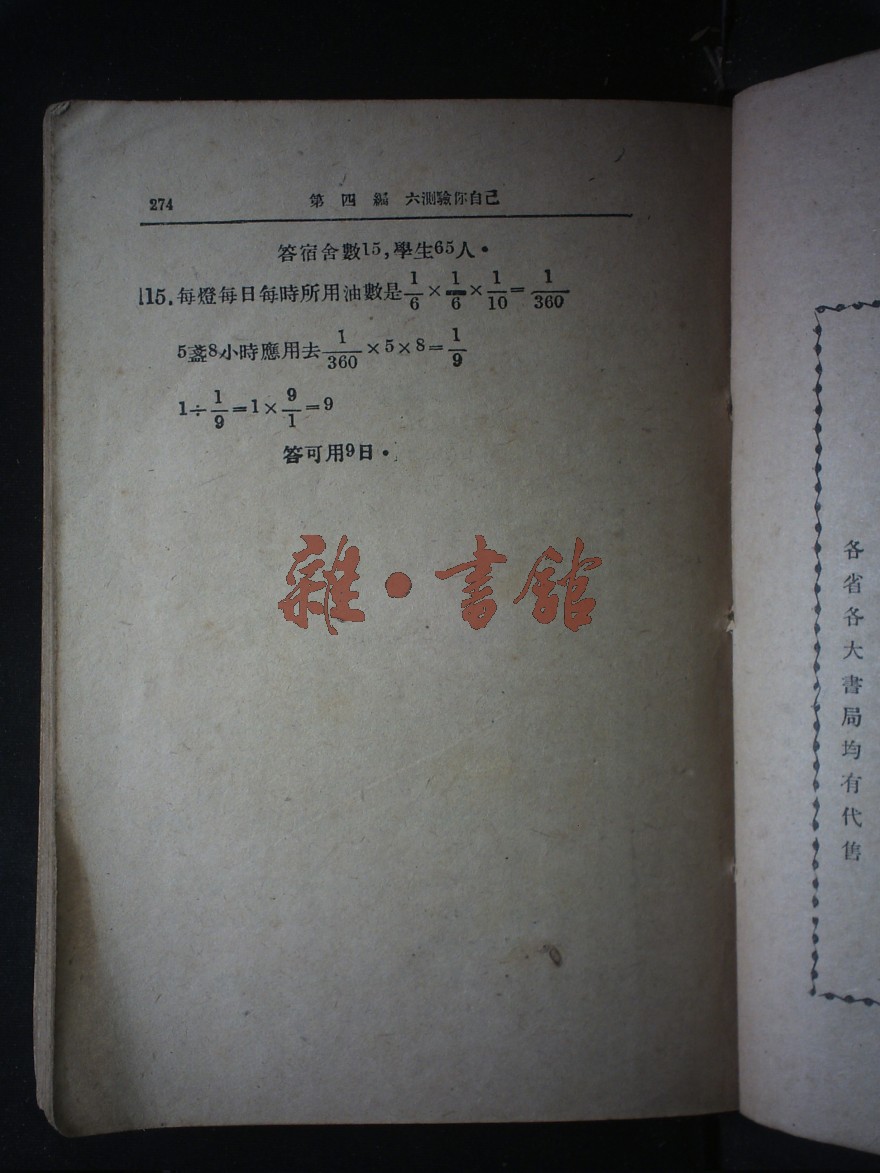 274 第四編 六測驗你自己
答宿舍數15,學生65人。
115.每燈每日每時所用油數是1/6×1/6×1/10=1/360
5盞8小時應用去1/360×5×8=1/9
1÷1/9=1×9/1=9
答可用9日。
雜·書館
各省各大書局均有代售